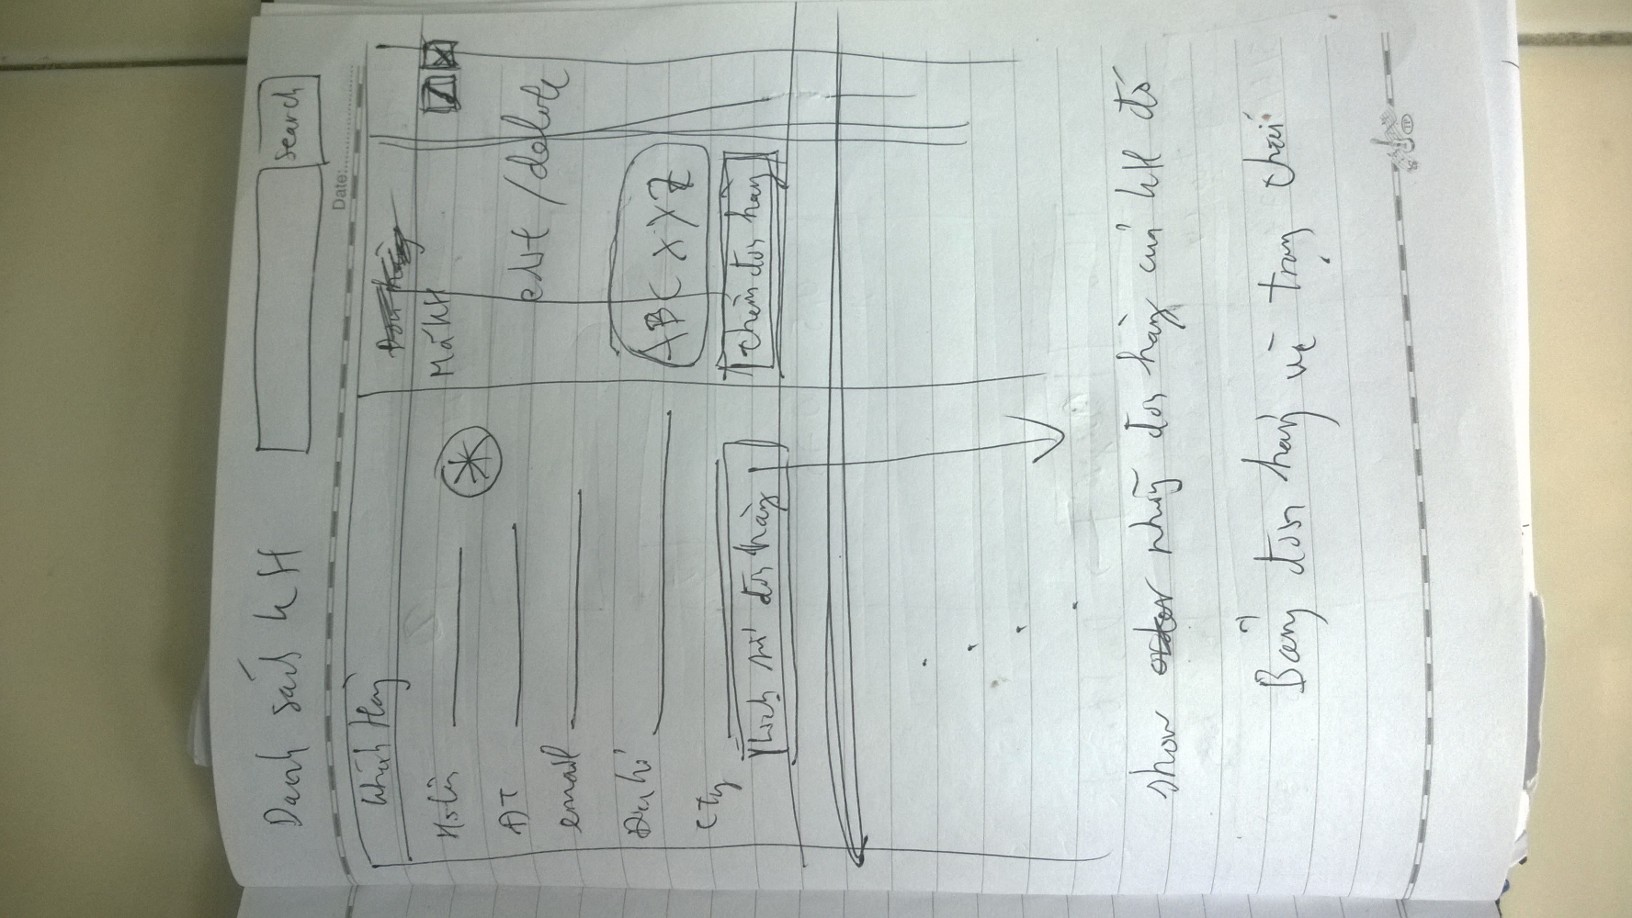 Danh sách KH
Search
Date:
Khách Hàng
Mã KH
Họ tên
ĐT
edit / delete
email
Địa chỉ
ABC XYZ
Cty
Lịch sử đơn hàng
thêm đơn hàng
show order những đơn hàng của KH đó
Bảng đơn hàng và trạng thái